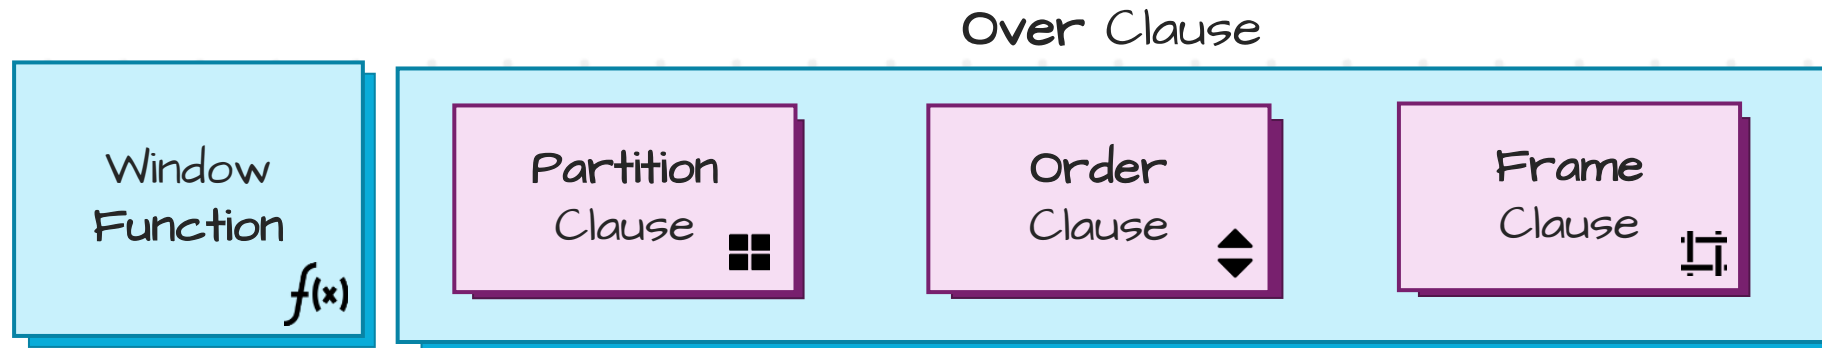 Over Clause
Window
Function
f(x)
Partition
Clause
Order
Clause
Frame
Clause